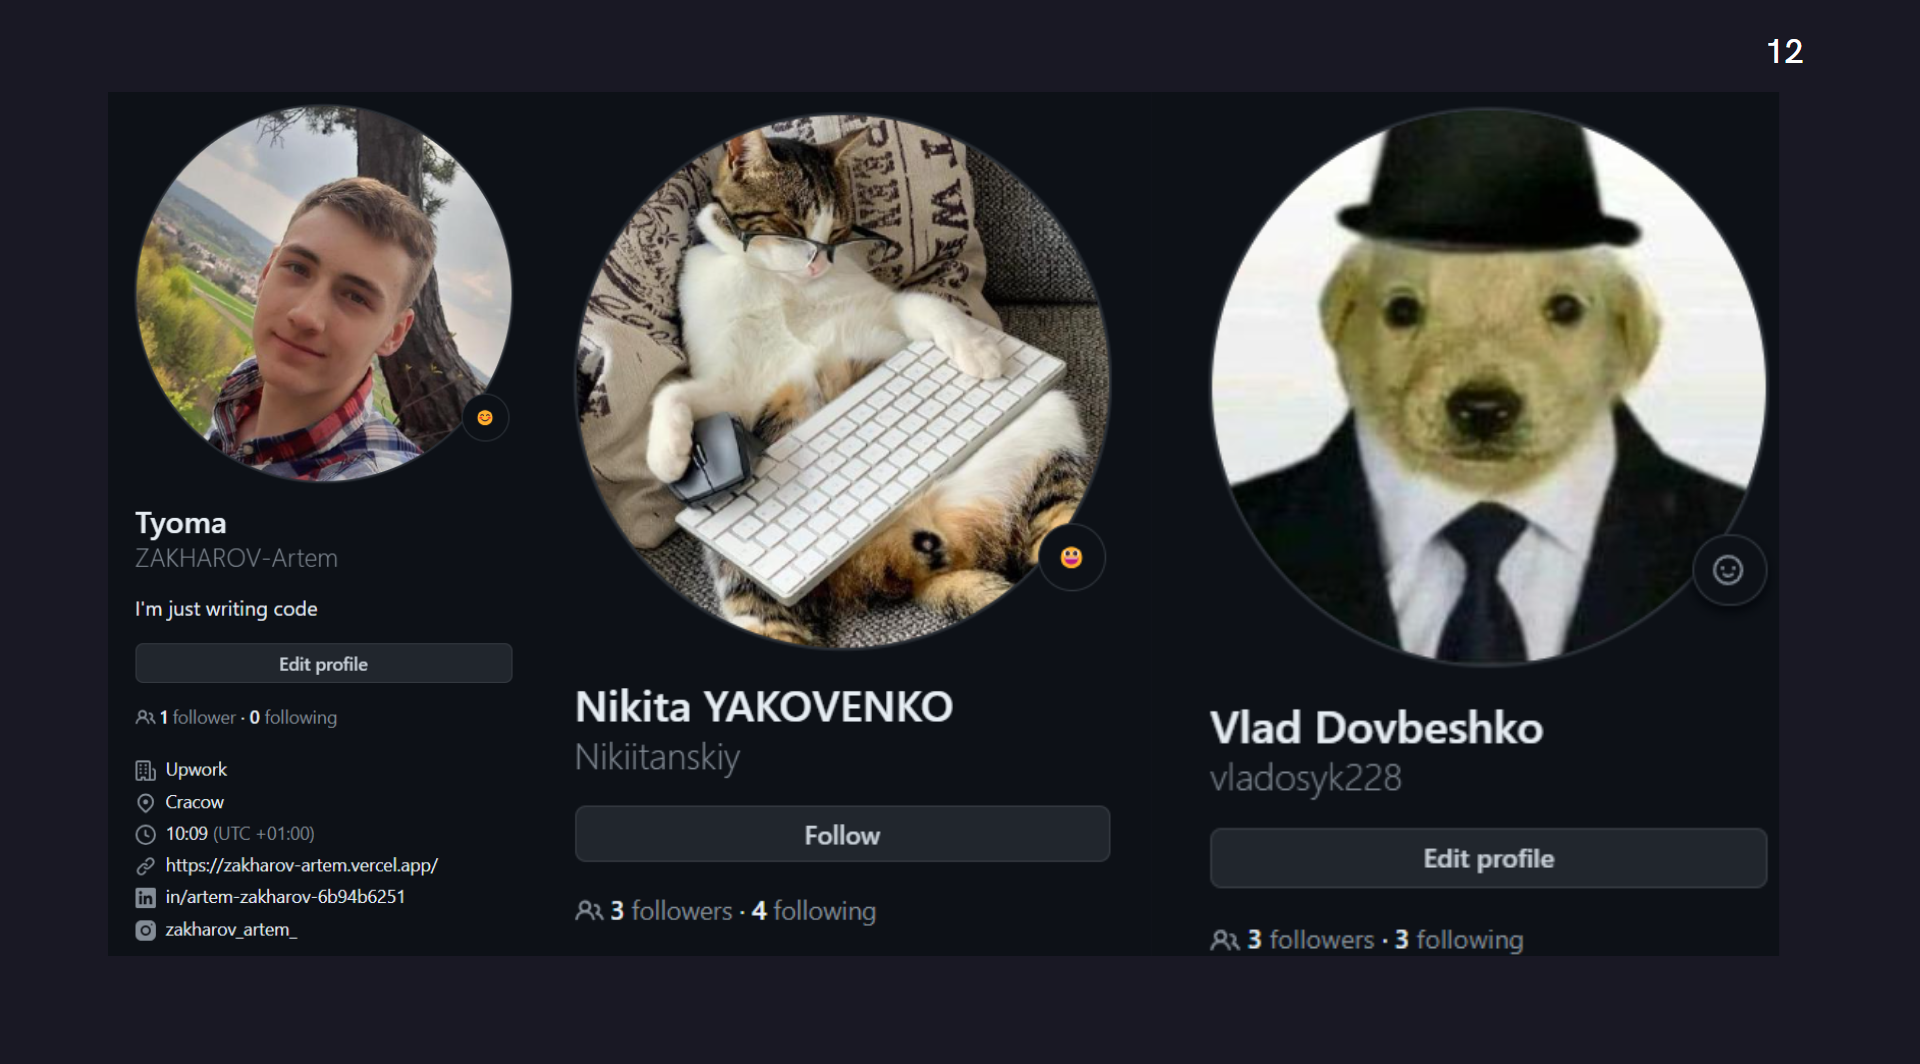 12
Tyoma
ZAKHAROV-Artem
I'm just writing code
Edit profile
1 follower · 0 following
Upwork
Cracow
10:09 (UTC +01:00)
https://zakharov-artem.vercel.app/
in/artem-zakharov-6b94b6251
zakharov_artem_
Nikita YAKOVENKO
Nikiitanskiy
Follow
3 followers · 4 following
Vlad Dovbeshko
vladosyk228
Edit profile
3 followers · 3 following